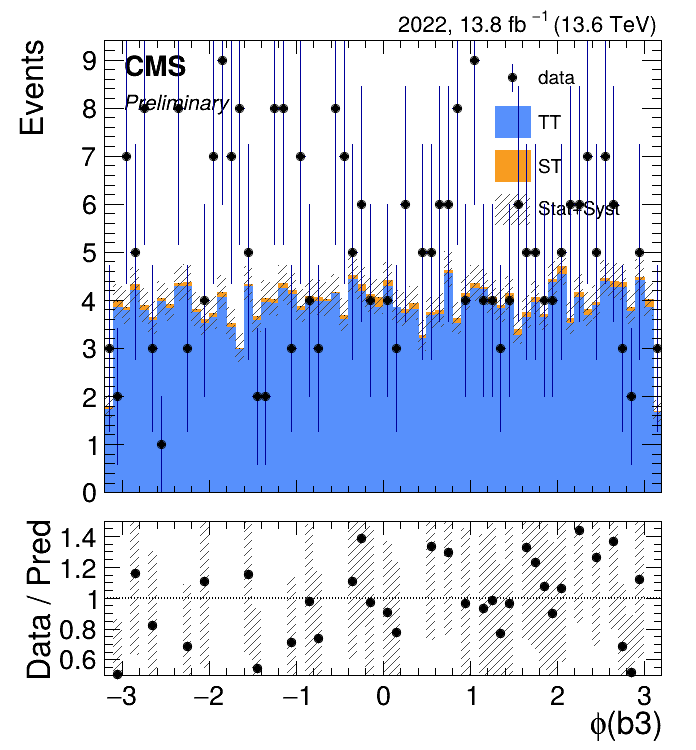 2022, 13.8 fb⁻¹ (13.6 TeV)
Events
9
8
7
6
5
4
3
2
1
0
CMS
Preliminary
data
TT
ST
Stat+Syst
Data / Pred
1.4
1.2
1
0.8
0.6
−3 −2 −1 0 1 2 3
ϕ(b3)